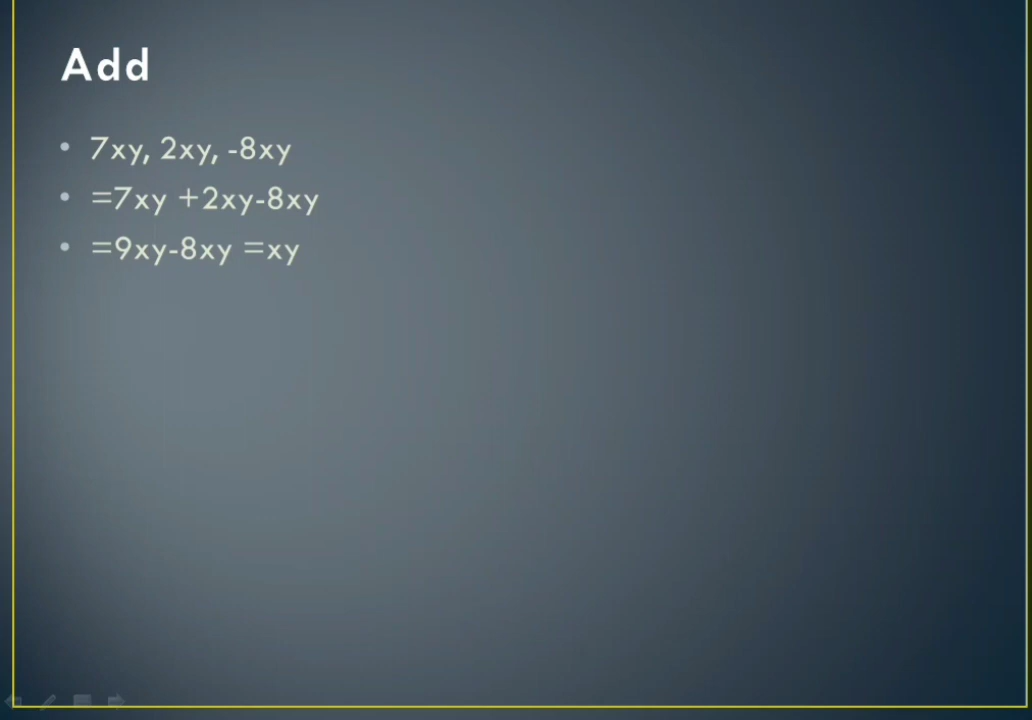 Add
• 7xy, 2xy, -8xy
• =7xy +2xy-8xy
• =9xy-8xy =xy